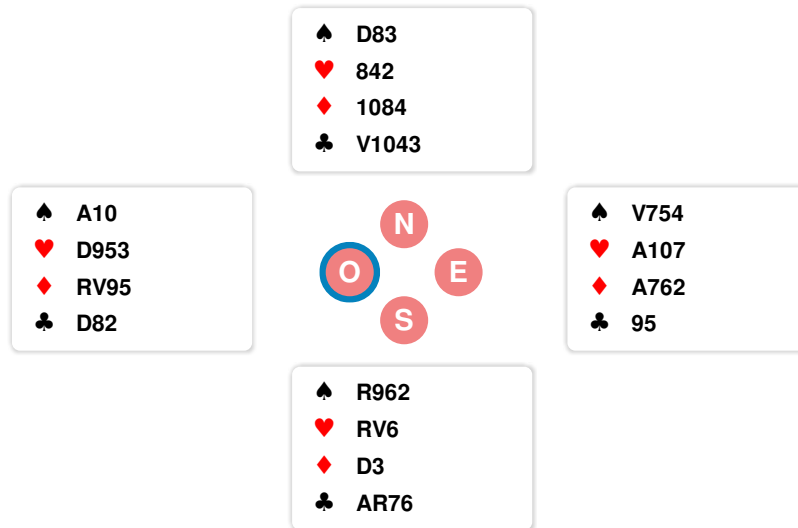 ♠ D83
♥ 842
♦ 1084
♣ V1043
♠ A10
♥ D953
♦ RV95
♣ D82
N
O
E
S
♠ V754
♥ A107
♦ A762
♣ 95
♠ R962
♥ RV6
♦ D3
♣ AR76